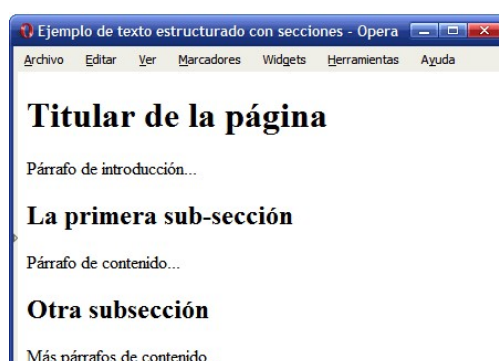 Ejemplo de texto estructurado con secciones - Opera
Archivo Editar Ver Marcadores Widgets Herramientas Ayuda
Titular de la página
Párrafo de introducción...
La primera sub-sección
Párrafo de contenido...
Otra subsección
Más párrafos de contenido